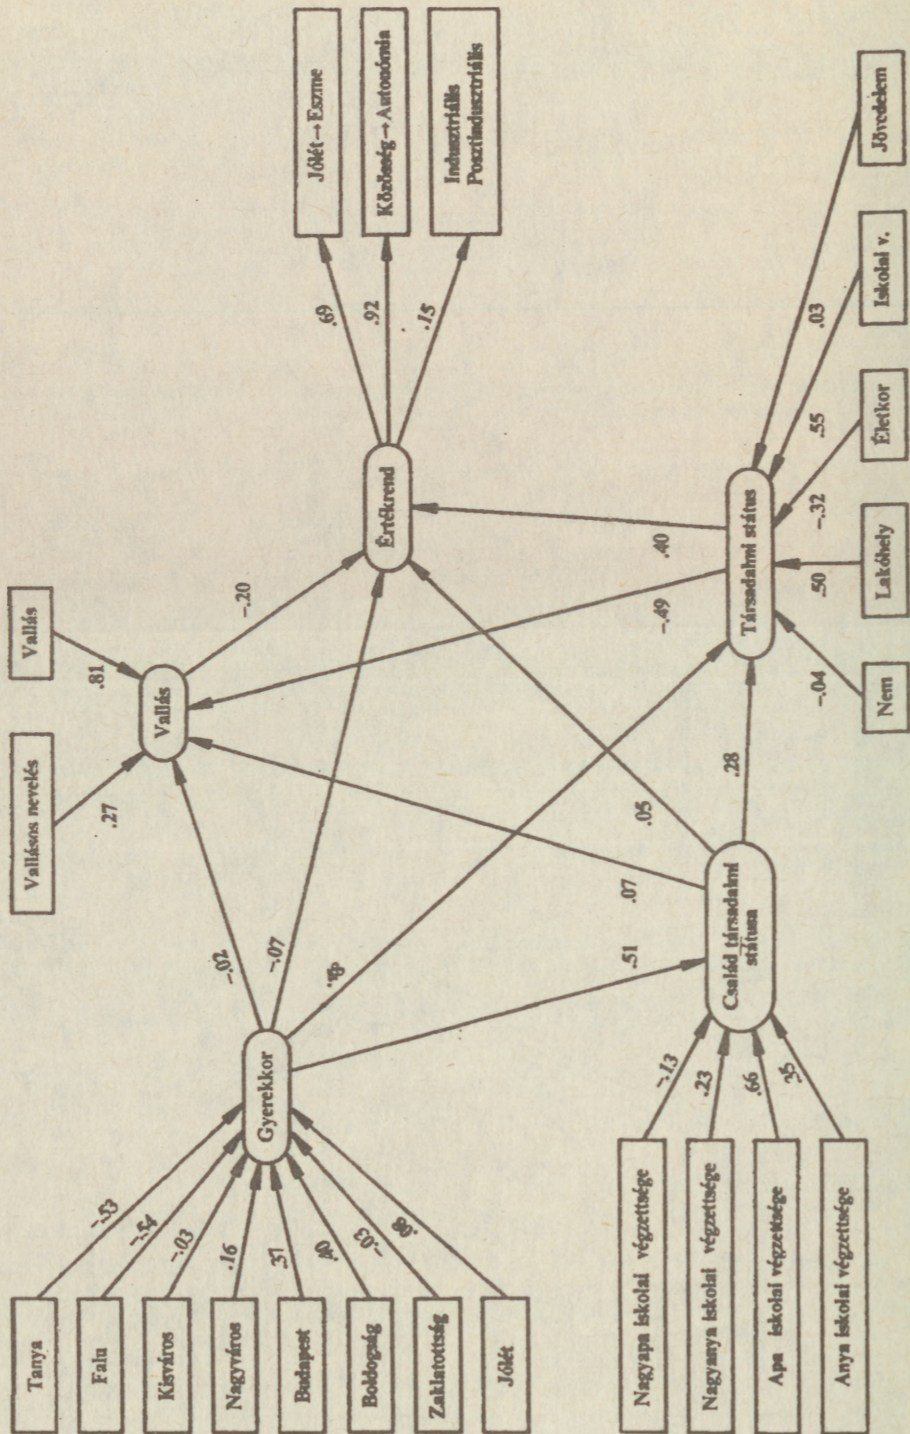 Tanya
Falu
Kisváros
Nagyváros
Budapest
Boldogság
Zaklatottság
Jólét
-.53
-.54
-.03
.16
.37
-.03
.08
Gyerekkor
Nagyapa iskolai végzettsége
Nagyanya iskolai végzettsége
Apa iskolai végzettsége
Anya iskolai végzettsége
-.13
.23
.66
.35
Család társadalmi
státusa
-.02
-.07
.51
.07
.05
.28
Vallásos nevelés
Vallás
.27
.81
Vallás
-.20
-.49
.40
Értékrend
.69
.92
.15
Jólét→Eszme
Közösség→Autonómia
Indusztriális
Posztindusztriális
Társadalmi státus
-.04
.50
-.32
.55
.03
Nem
Lakóhely
Életkor
Iskolai v.
Jövedelem